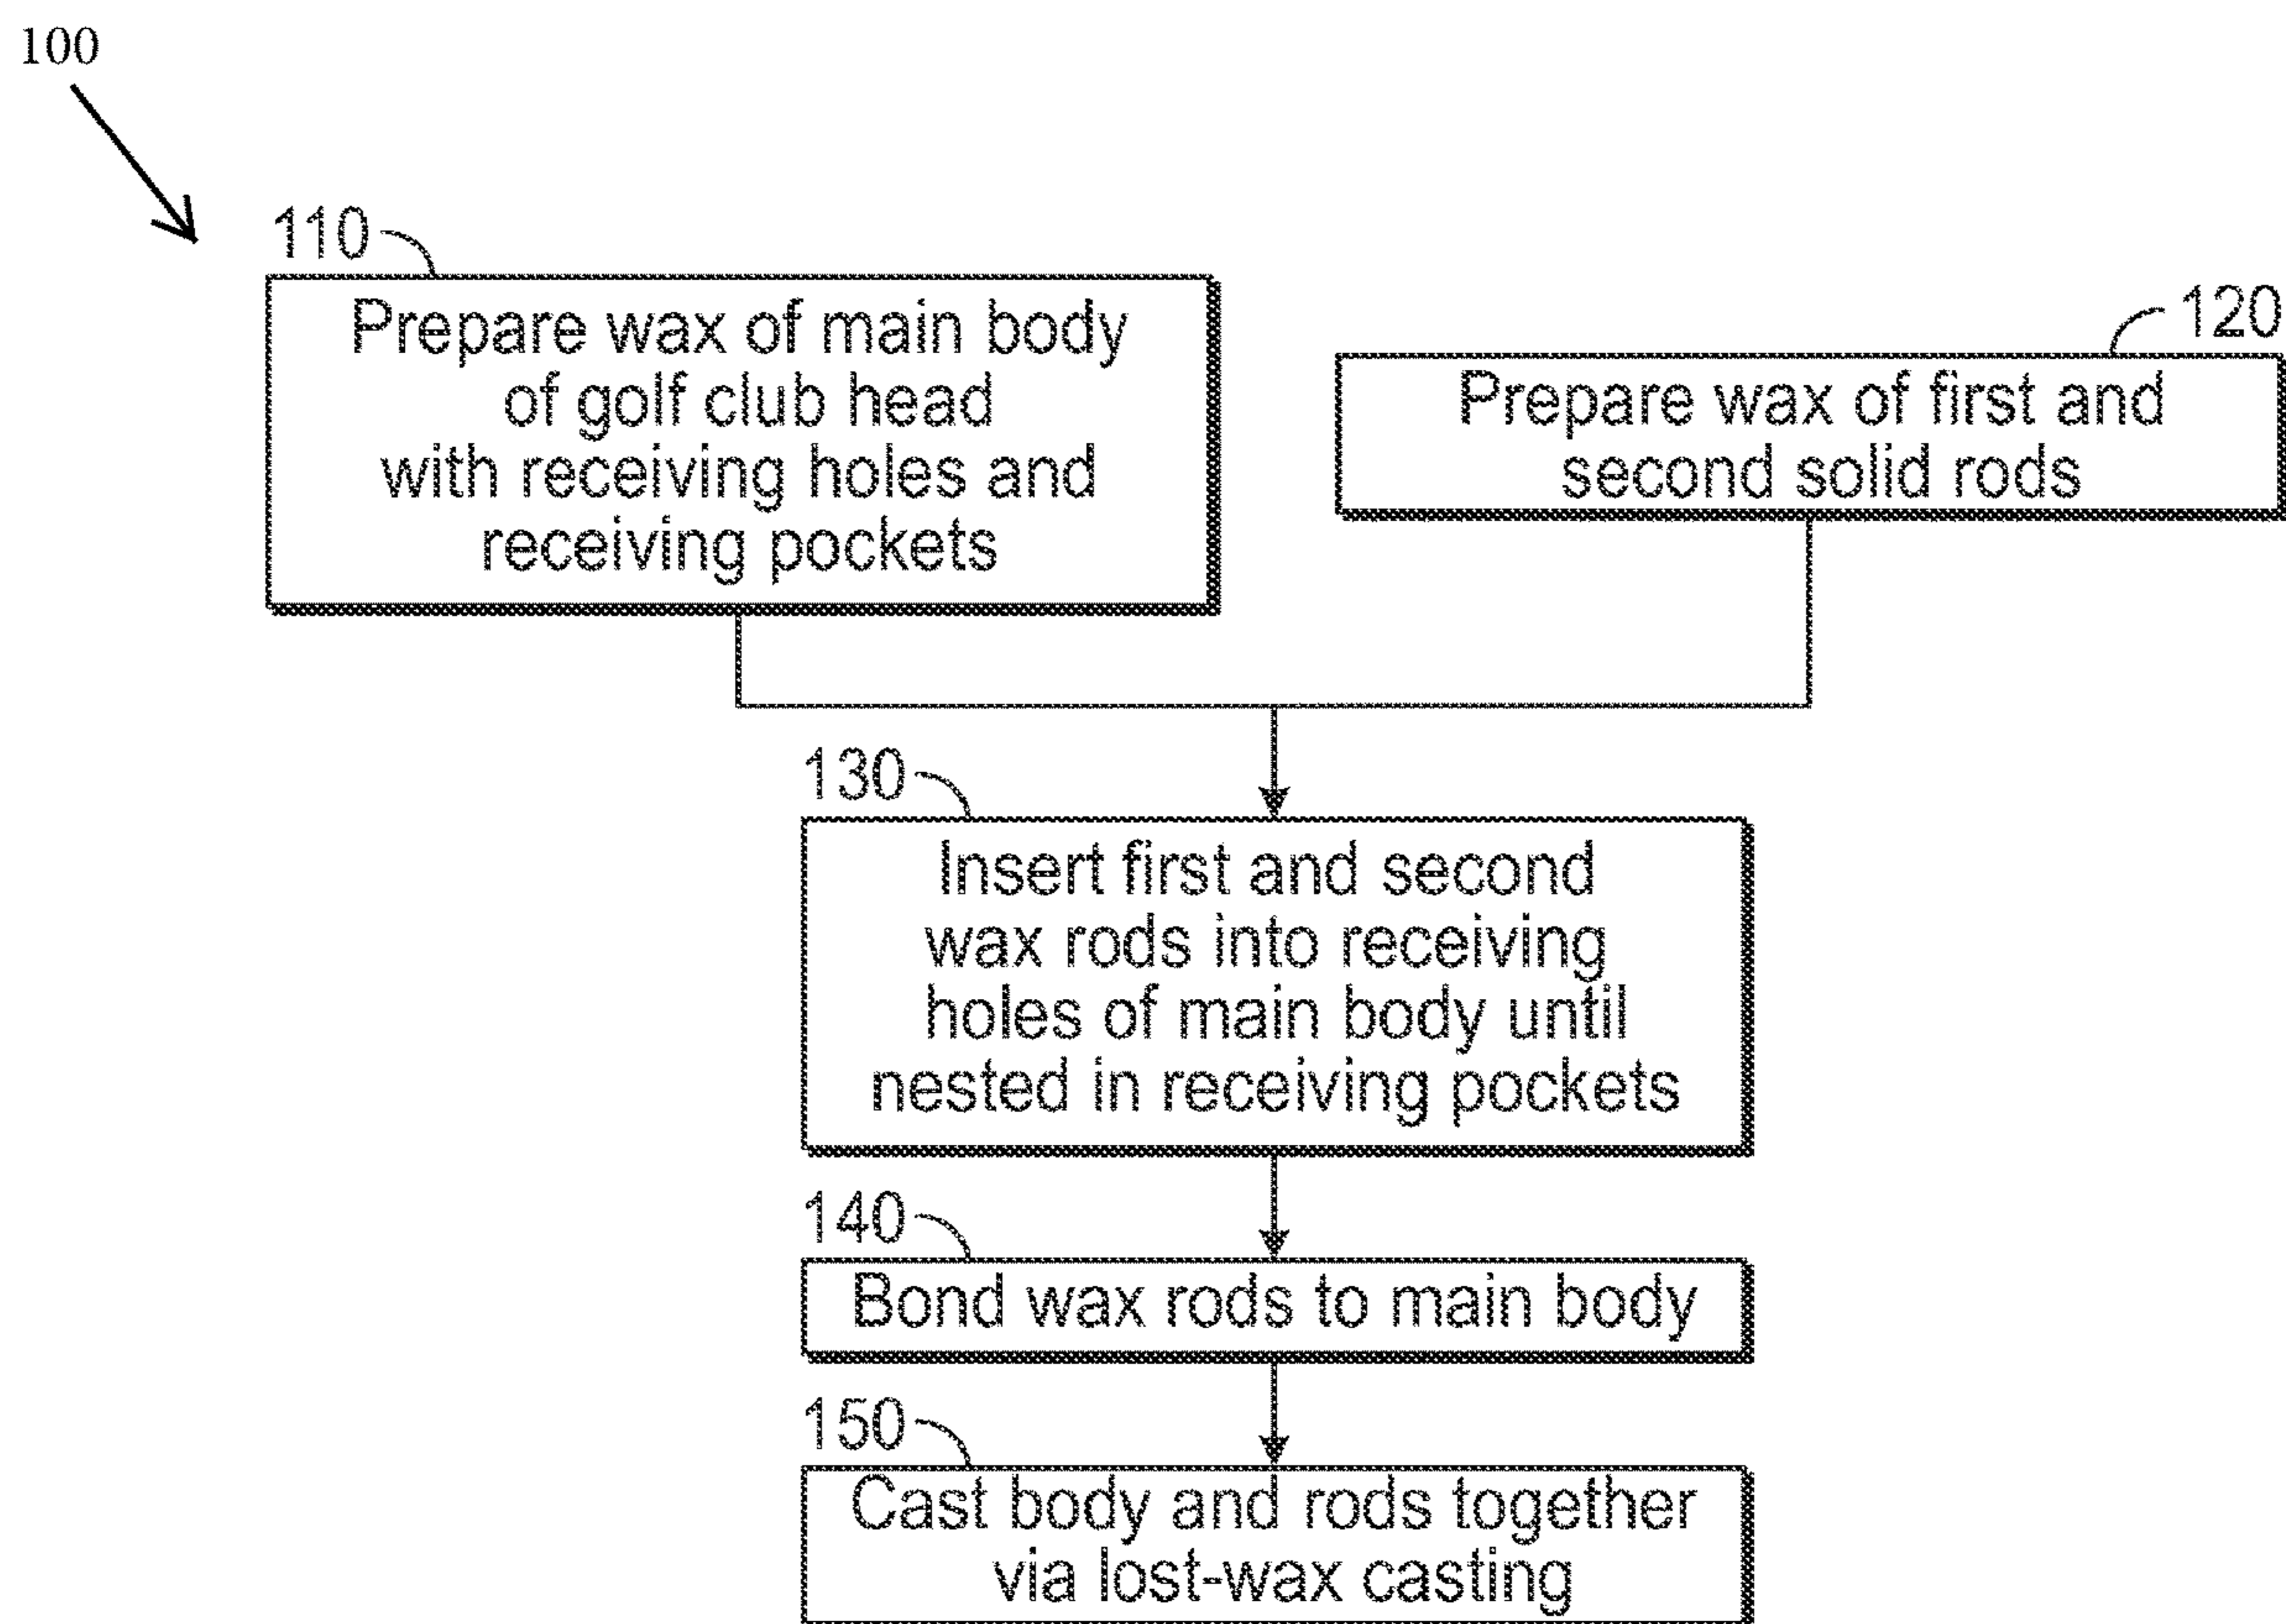 100
110
Prepare wax of main body
of golf club head
with receiving holes and
receiving pockets
120
Prepare wax of first and
second solid rods
130
Insert first and second
wax rods into receiving
holes of main body until
nested in receiving pockets
140
Bond wax rods to main body
150
Cast body and rods together
via lost-wax casting